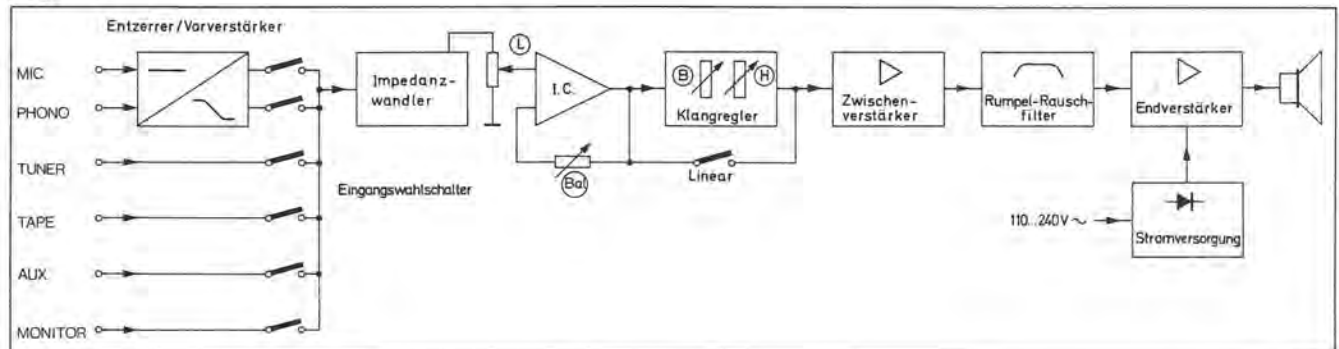 Entzerrer/Vorverstärker
MIC
PHONO
TUNER
TAPE
AUX
MONITOR
Impedanz-
wandler
Eingangswahlschalter
L
I.C.
Bal
B
H
Klangregler
Linear
Zwischen-
verstärker
Rumpel-Rausch-
filter
Endverstärker
110...240V ~
Stromversorgung